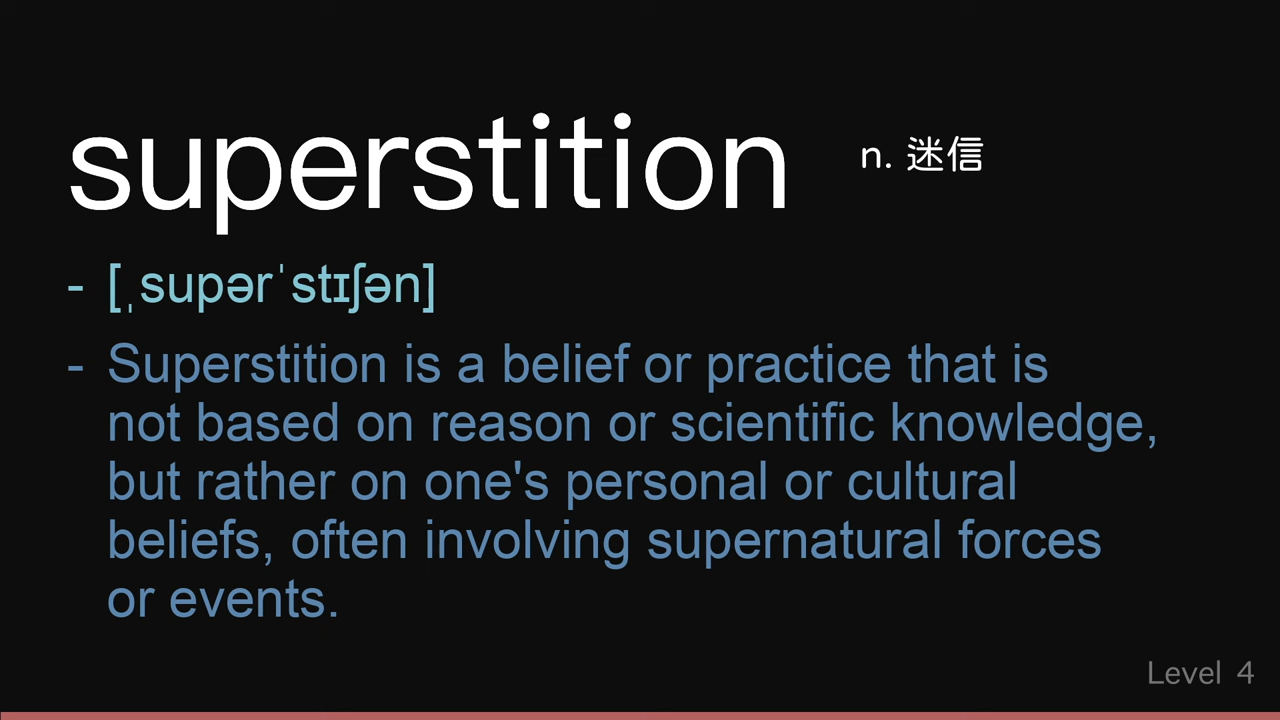 superstition n. 迷信
- [ˌsupərˈstɪʃən]
- Superstition is a belief or practice that is
not based on reason or scientific knowledge,
but rather on one's personal or cultural
beliefs, often involving supernatural forces
or events.
Level 4